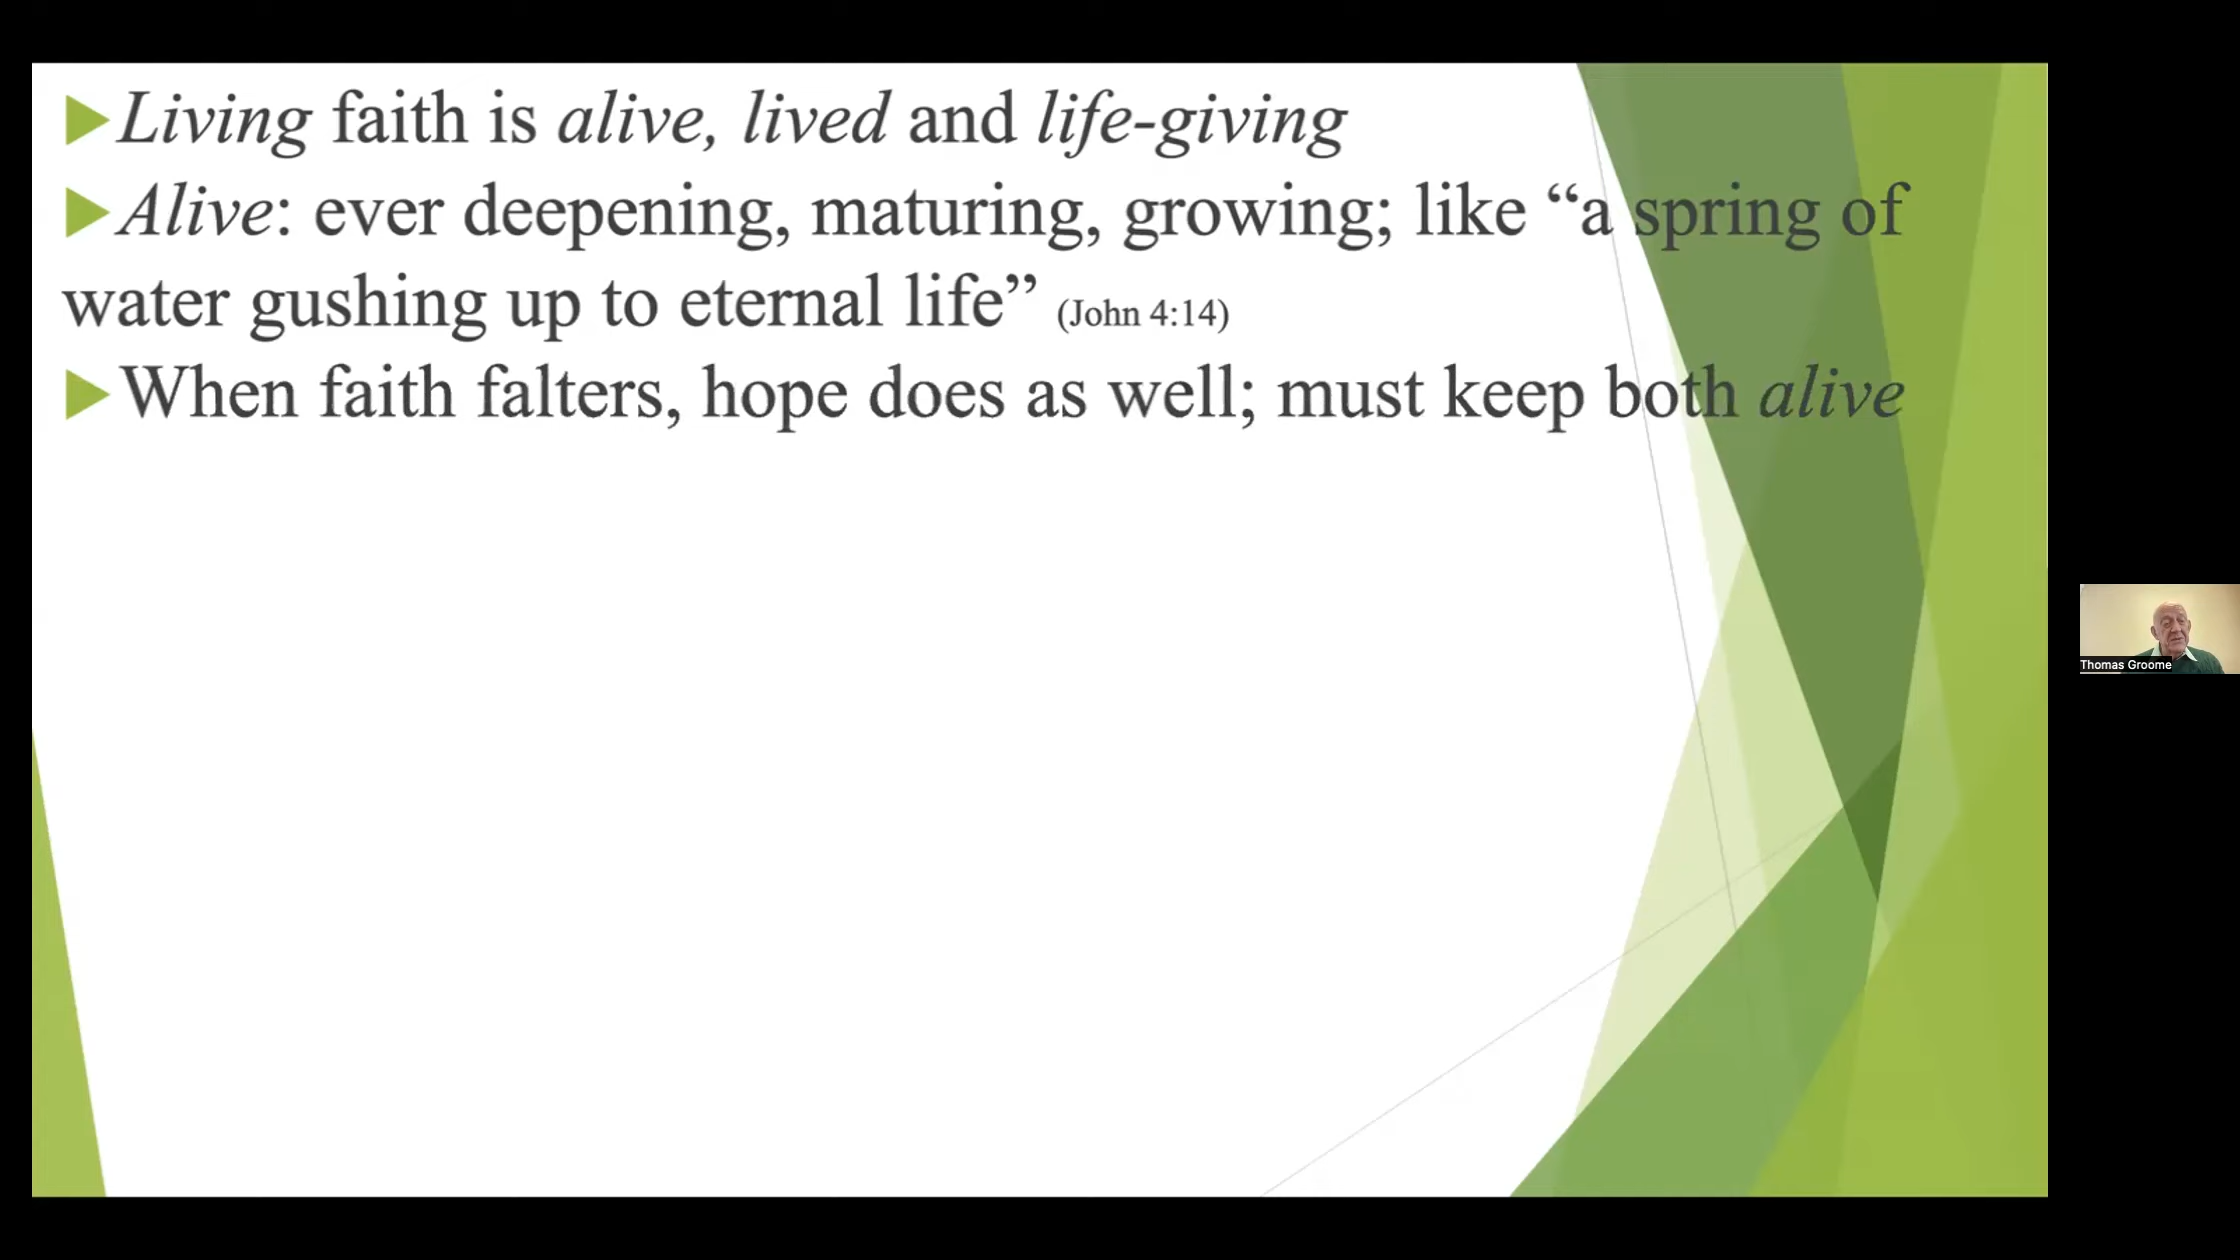 Living faith is alive, lived and life-giving
Alive: ever deepening, maturing, growing; like “a spring of
water gushing up to eternal life” (John 4:14)
When faith falters, hope does as well; must keep both alive
Thomas Groome